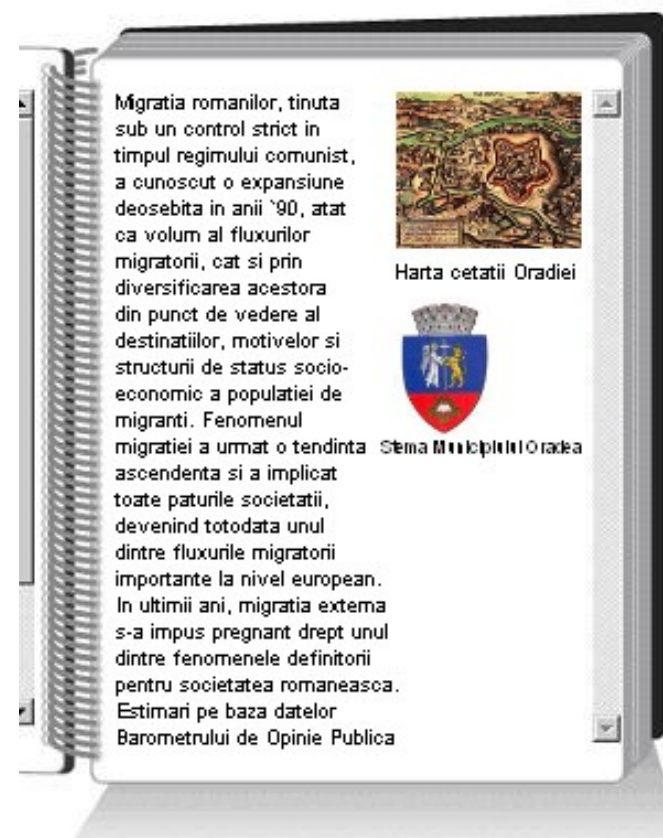 Migratia romanilor, tinuta
sub un control strict in
timpul regimului comunist,
a cunoscut o expansiune
deosebita in anii `90, atat
ca volum al fluxurilor
migratorii, cat si prin
diversificarea acestora
din punct de vedere al
destinatiilor, motivelor si
structurii de status socio-
economic a populatiei de
migranti. Fenomenul
migratiei a urmat o tendinta
ascendenta si a implicat
toate paturile societatii,
devenind totodata unul
dintre fluxurile migratorii
importante la nivel european.
In ultimii ani, migratia externa
s-a impus pregnant drept unul
dintre fenomenele definitorii
pentru societatea romaneasca.
Estimari pe baza datelor
Barometrului de Opinie Publica
Harta cetatii Oradiei
Stema Municipiului Oradea